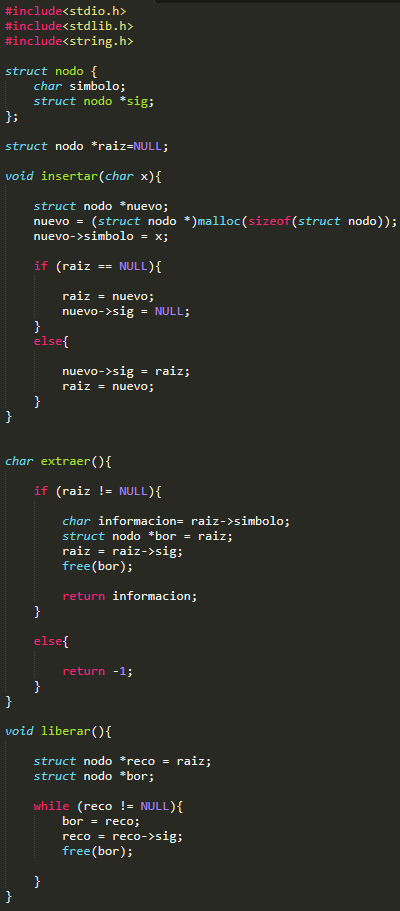 #include<stdio.h>
#include<stdlib.h>
#include<string.h>
struct nodo {
char simbolo;
struct nodo *sig;
};
struct nodo *raiz=NULL;
void insertar(char x){
struct nodo *nuevo;
nuevo = (struct nodo *)malloc(sizeof(struct nodo));
nuevo->simbolo = x;
if (raiz == NULL){
raiz = nuevo;
nuevo->sig = NULL;
}
else{
nuevo->sig = raiz;
raiz = nuevo;
}
}
char extraer(){
if (raiz != NULL){
char informacion= raiz->simbolo;
struct nodo *bor = raiz;
raiz = raiz->sig;
free(bor);
return informacion;
}
else{
return -1;
}
}
void liberar(){
struct nodo *reco = raiz;
struct nodo *bor;
while (reco != NULL){
bor = reco;
reco = reco->sig;
free(bor);
}
}